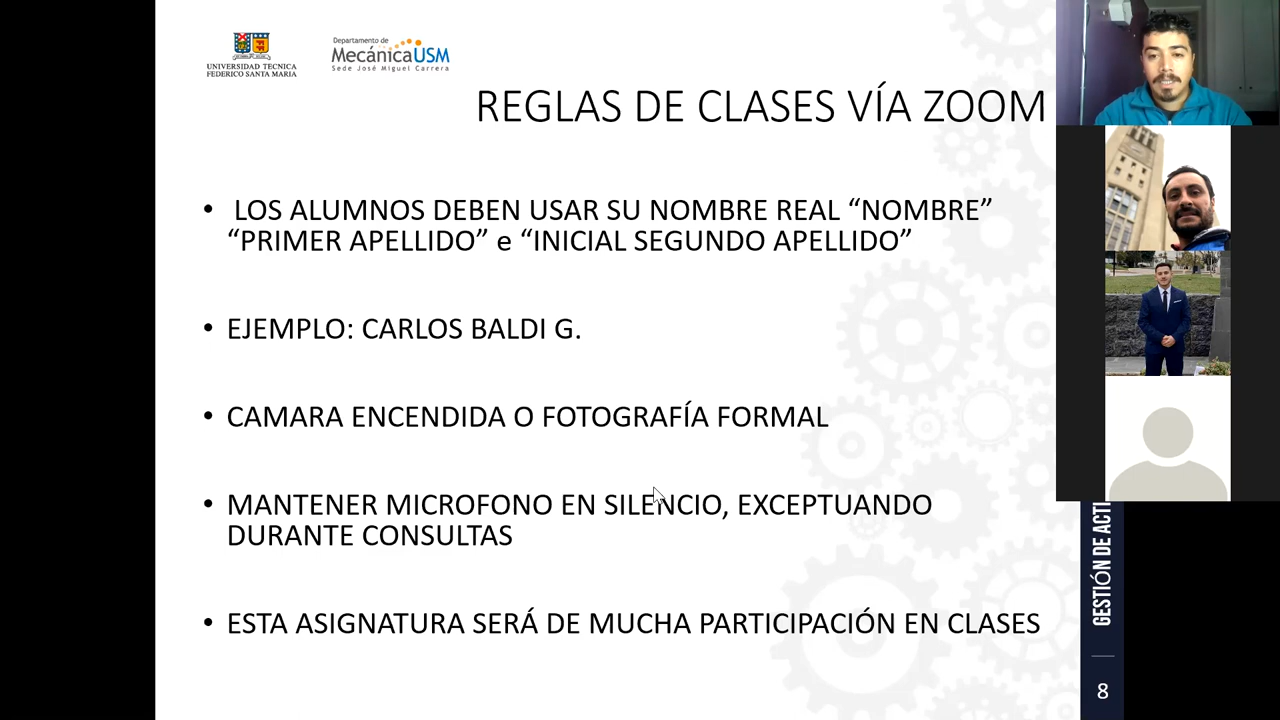 UNIVERSIDAD TECNICA
FEDERICO SANTA MARIA
Departamento de
MecánicaUSM
Sede José Miguel Carrera
REGLAS DE CLASES VÍA ZOOM
• LOS ALUMNOS DEBEN USAR SU NOMBRE REAL “NOMBRE”
“PRIMER APELLIDO” e “INICIAL SEGUNDO APELLIDO”
• EJEMPLO: CARLOS BALDI G.
• CAMARA ENCENDIDA O FOTOGRAFÍA FORMAL
• MANTENER MICROFONO EN SILENCIO, EXCEPTUANDO
DURANTE CONSULTAS
• ESTA ASIGNATURA SERÁ DE MUCHA PARTICIPACIÓN EN CLASES
GESTIÓN DE ACTI
8